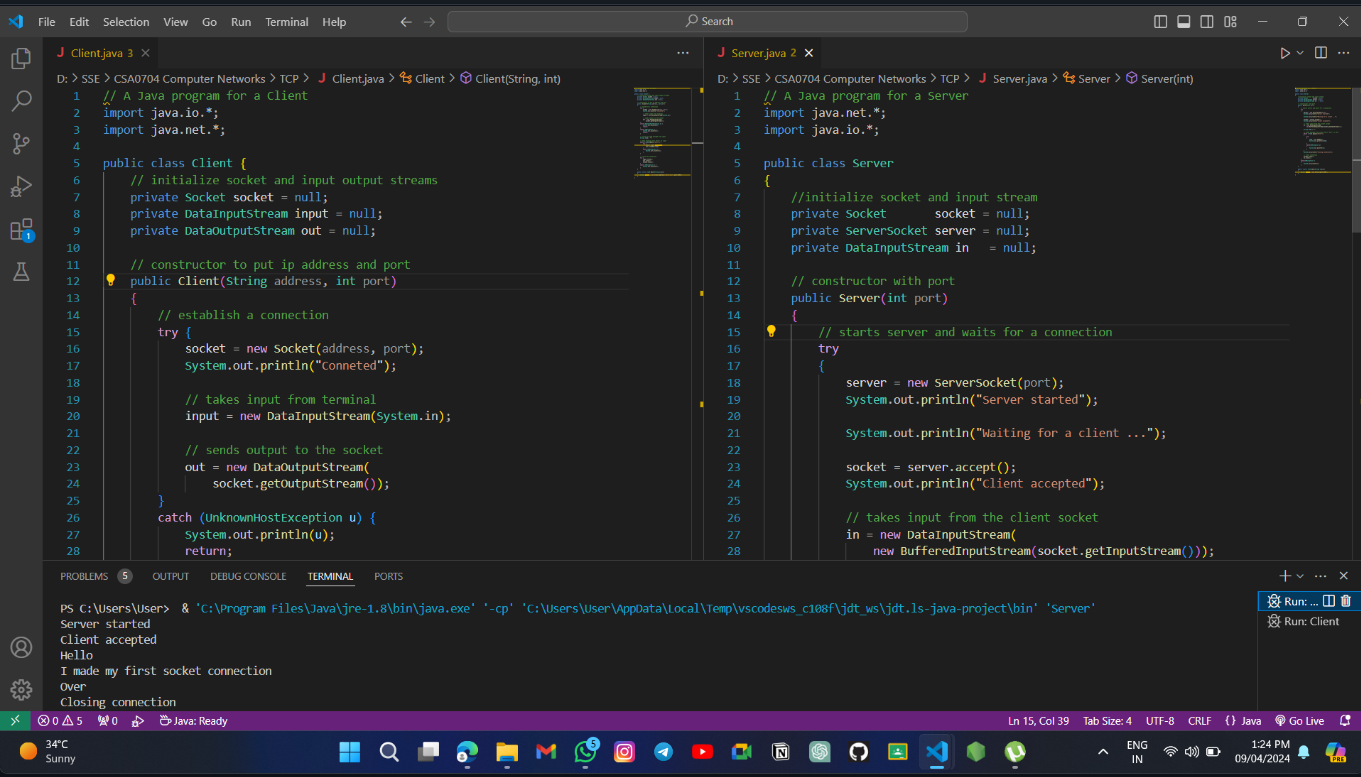 File Edit Selection View Go Run Terminal Help
Search
Client.java 3
D: > SSE > CSA0704 Computer Networks > TCP > Client.java > Client > Client(String, int)
1 // A Java program for a Client
2 import java.io.*;
3 import java.net.*;
4
5 public class Client {
6 // initialize socket and input output streams
7 private Socket socket = null;
8 private DataInputStream input = null;
9 private DataOutputStream out = null;
10
11 // constructor to put ip address and port
12 public Client(String address, int port)
13 {
14 // establish a connection
15 try {
16 socket = new Socket(address, port);
17 System.out.println("Conneted");
18
19 // takes input from terminal
20 input = new DataInputStream(System.in);
21
22 // sends output to the socket
23 out = new DataOutputStream(
24 socket.getOutputStream());
25 }
26 catch (UnknownHostException u) {
27 System.out.println(u);
28 return;
Server.java 2
D: > SSE > CSA0704 Computer Networks > TCP > Server.java > Server > Server(int)
1 // A Java program for a Server
2 import java.net.*;
3 import java.io.*;
4
5 public class Server
6 {
7 //initialize socket and input stream
8 private Socket socket = null;
9 private ServerSocket server = null;
10 private DataInputStream in = null;
11
12 // constructor with port
13 public Server(int port)
14 {
15 // starts server and waits for a connection
16 try
17 {
18 server = new ServerSocket(port);
19 System.out.println("Server started");
20
21 System.out.println("Waiting for a client ...");
22
23 socket = server.accept();
24 System.out.println("Client accepted");
25
26 // takes input from the client socket
27 in = new DataInputStream(
28 new BufferedInputStream(socket.getInputStream()));
1
PROBLEMS 5 OUTPUT DEBUG CONSOLE TERMINAL PORTS
PS C:\Users\User> & 'C:\Program Files\Java\jre-1.8\bin\java.exe' '-cp' 'C:\Users\User\AppData\Local\Temp\vscodesws_c108f\jdt_ws\jdt.ls-java-project\bin' 'Server'
Server started
Client accepted
Hello
I made my first socket connection
Over
Closing connection
Run: ...
Run: Client
0 5 0 Java: Ready Ln 15, Col 39 Tab Size: 4 UTF-8 CRLF {} Java Go Live
34°C
Sunny
5
ENG
IN
1:24 PM
09/04/2024
PRE